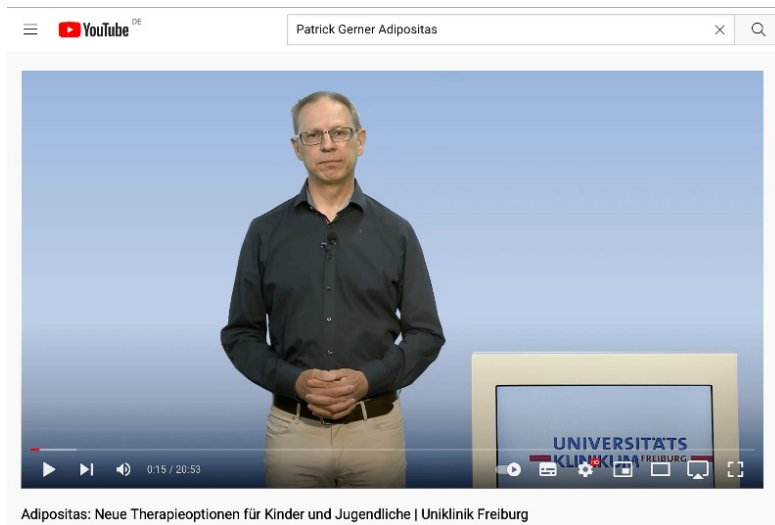 YouTube DE
Patrick Gerner Adipositas
UNIVERSITÄTS
KLINIKUM FREIBURG
0:15 / 20:53
Adipositas: Neue Therapieoptionen für Kinder und Jugendliche | Uniklinik Freiburg